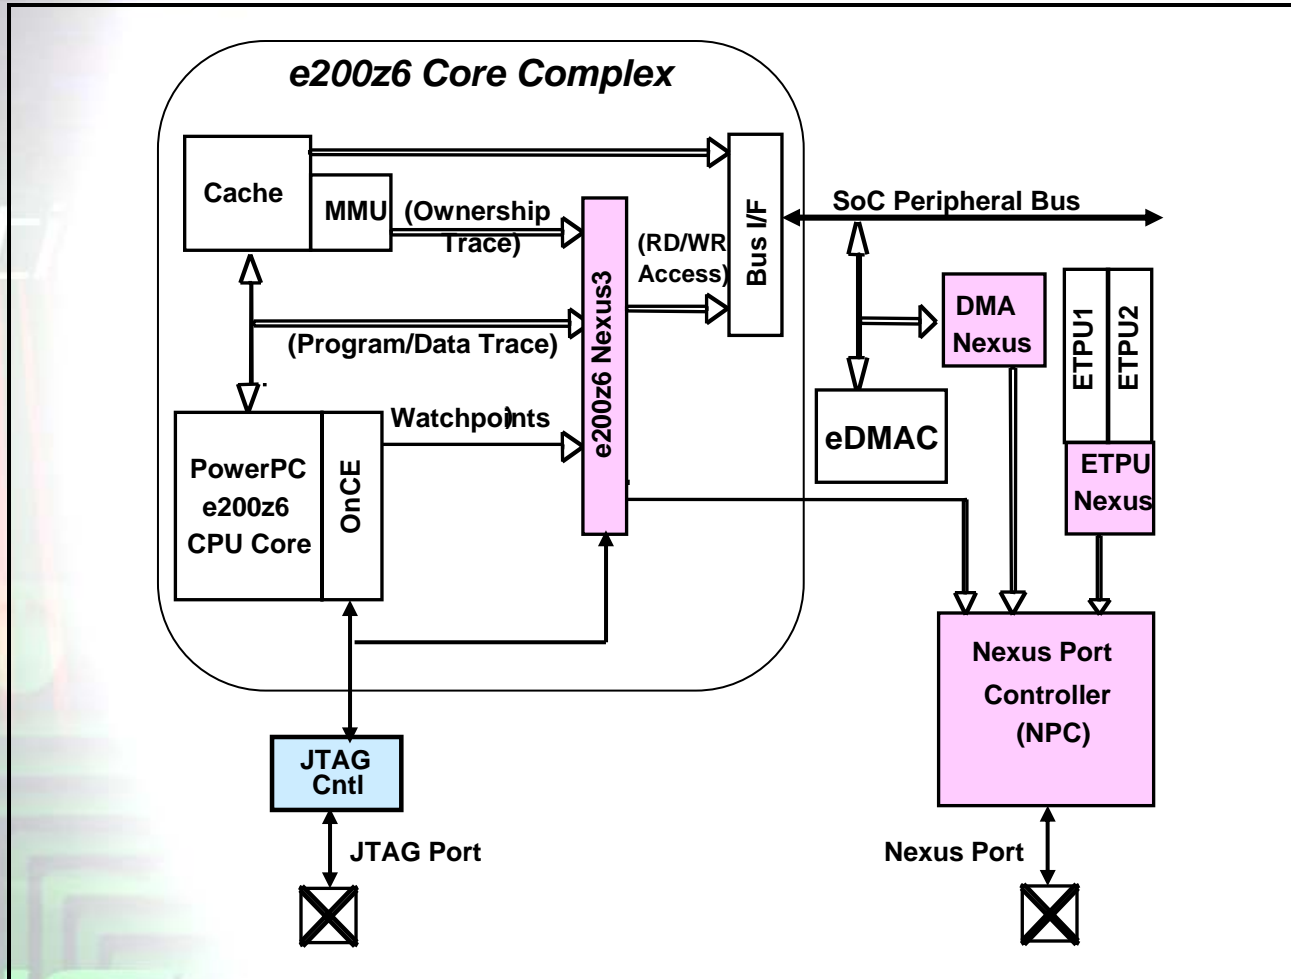 e200z6 Core Complex
Cache
MMU
(Ownership
Trace)
Bus I/F
SoC Peripheral Bus
(RD/WR
Access)
e200z6 Nexus3
(Program/Data Trace)
DMA
Nexus
ETPU1
ETPU2
Watchpoints)
eDMAC
ETPU
Nexus
PowerPC
e200z6
CPU Core
OnCE
Nexus Port
Controller
(NPC)
JTAG
Cntl
JTAG Port
Nexus Port